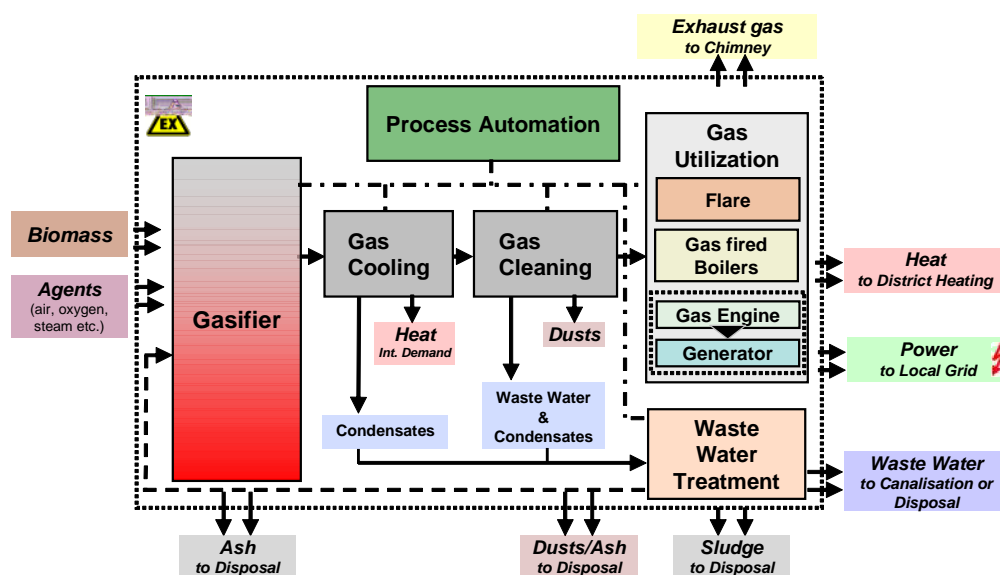 Exhaust gas
to Chimney
EX
Process Automation
Gas
Utilization
Flare
Gas fired
Boilers
Gas Engine
Generator
Biomass
Agents
(air, oxygen,
steam etc.)
Gasifier
Gas
Cooling
Gas
Cleaning
Heat
Int. Demand
Dusts
Condensates
Waste Water
&
Condensates
Waste
Water
Treatment
Heat
to District Heating
Power
to Local Grid
Waste Water
to Canalisation or
Disposal
Ash
to Disposal
Dusts/Ash
to Disposal
Sludge
to Disposal